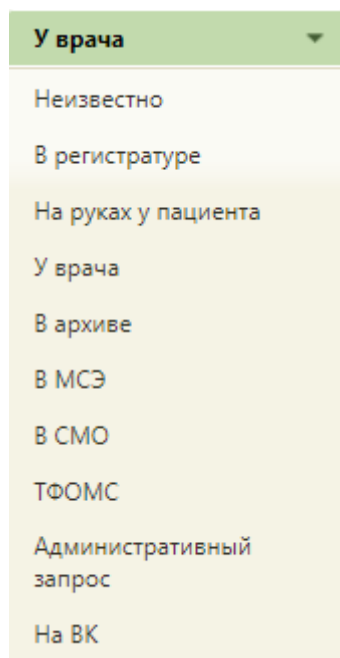 У врача
Неизвестно
В регистратуре
На руках у пациента
У врача
В архиве
В МСЭ
В СМО
ТФОМС
Административный
запрос
На ВК